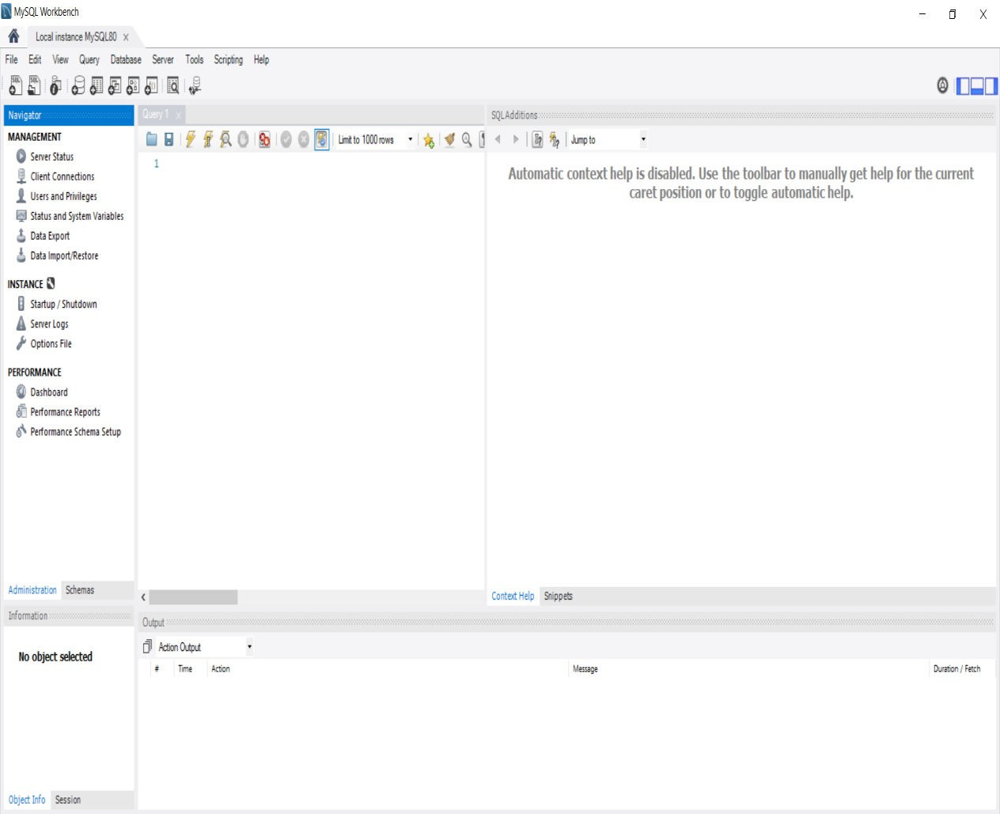 MySQL Workbench
Local instance MySQL80 x
File Edit View Query Database Server Tools Scripting Help
Navigator
MANAGEMENT
Server Status
Client Connections
Users and Privileges
Status and System Variables
Data Export
Data Import/Restore
INSTANCE
Startup / Shutdown
Server Logs
Options File
PERFORMANCE
Dashboard
Performance Reports
Performance Schema Setup
Administration Schemas
Information
No object selected
Object Info Session
Query 1 x
Limit to 1000 rows
1
SQLAdditions
Jump to
Automatic context help is disabled. Use the toolbar to manually get help for the current
caret position or to toggle automatic help.
Context Help Snippets
Output
Action Output
# Time Action Message Duration / Fetch